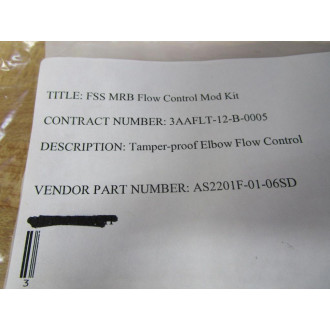 TITLE: FSS MRB Flow Control Mod Kit
CONTRACT NUMBER: 3AAFLT-12-B-0005
DESCRIPTION: Tamper-proof Elbow Flow Control
VENDOR PART NUMBER: AS2201F-01-06SD
3